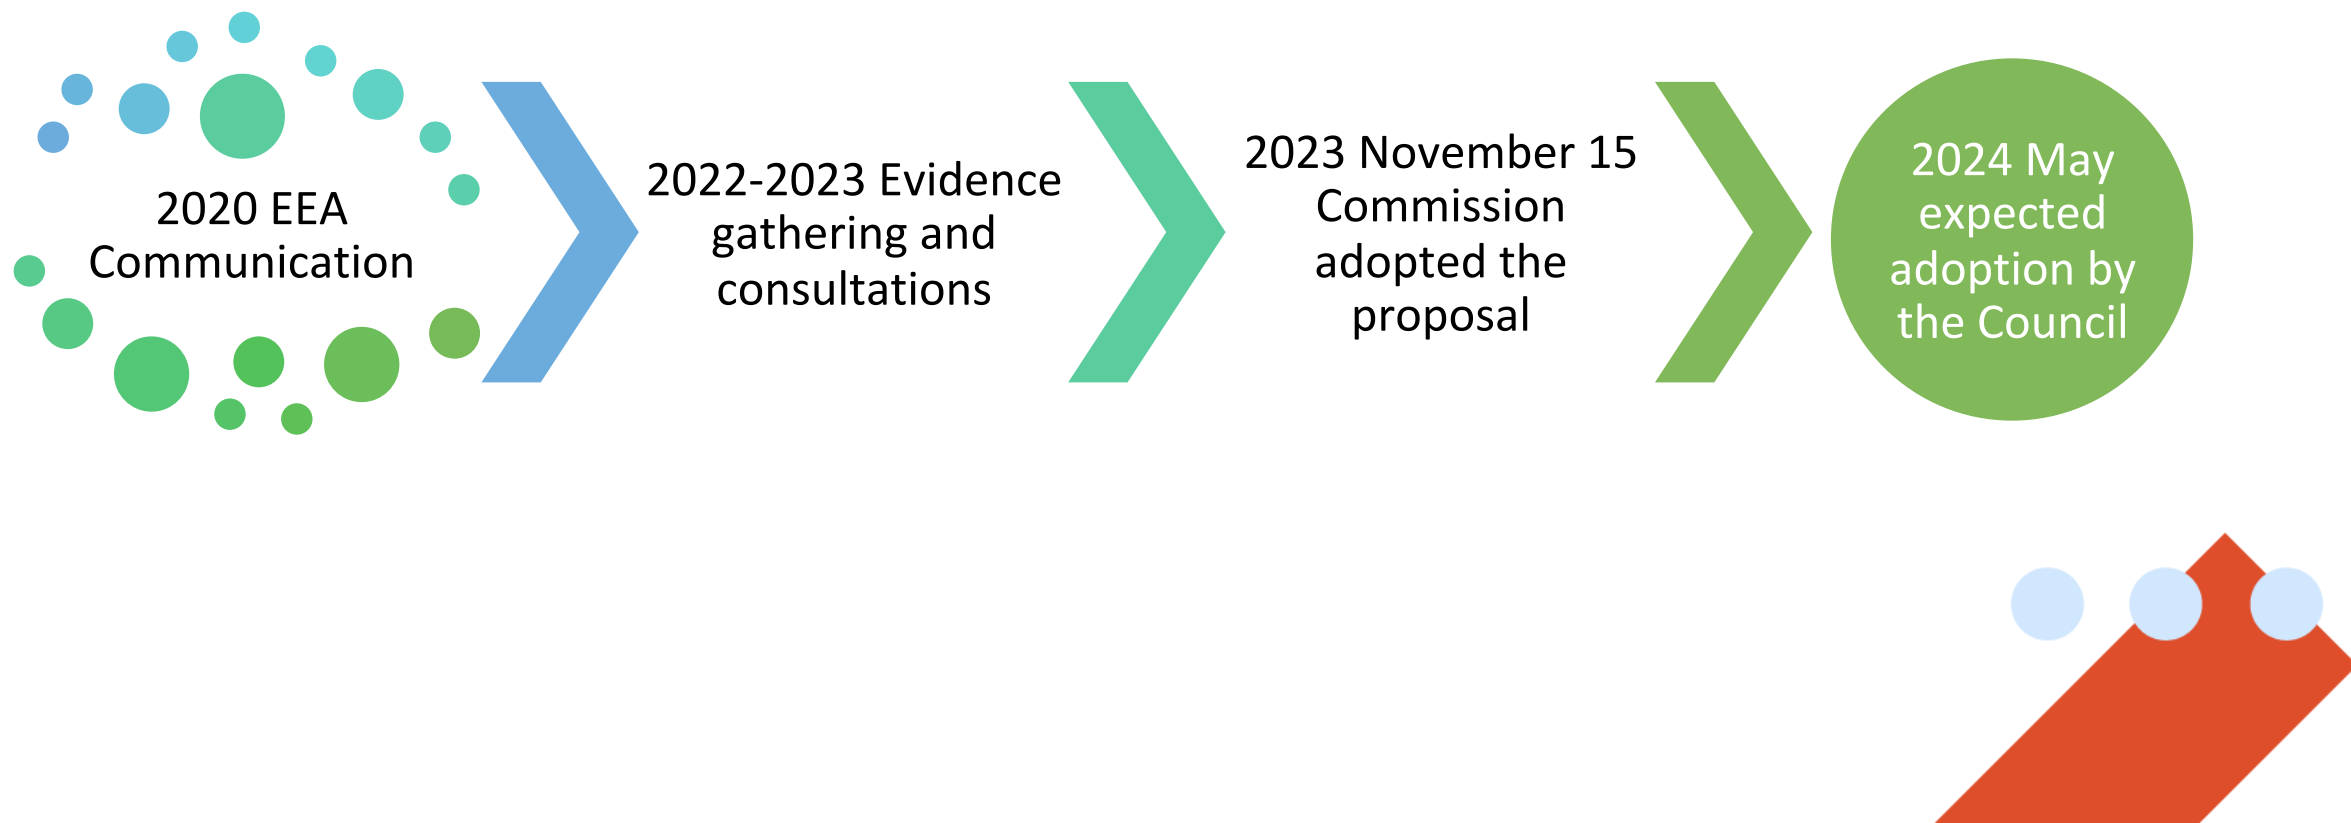 2020 EEA
Communication
2022-2023 Evidence
gathering and
consultations
2023 November 15
Commission
adopted the
proposal
2024 May
expected
adoption by
the Council